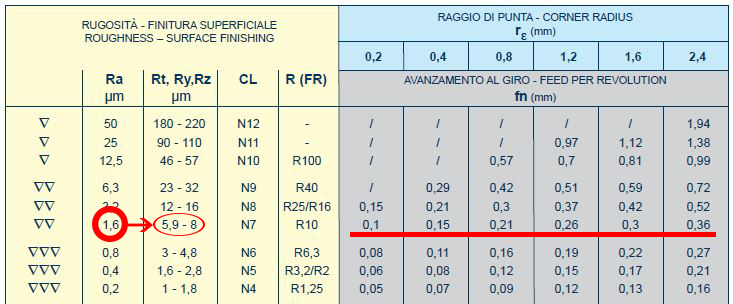 RUGOSITÀ - FINITURA SUPERFICIALE
ROUGHNESS – SURFACE FINISHING
RAGGIO DI PUNTA - CORNER RADIUS
rε (mm)
0,2 0,4 0,8 1,2 1,6 2,4
Ra Rt, Ry,Rz CL R (FR)
µm µm
AVANZAMENTO AL GIRO - FEED PER REVOLUTION
fn (mm)
∇ 50 180 - 220 N12 - / / / / / 1,94
∇ 25 90 - 110 N11 - / / / 0,97 1,12 1,38
∇ 12,5 46 - 57 N10 R100 / / 0,57 0,7 0,81 0,99
∇∇ 6,3 23 - 32 N9 R40 / 0,29 0,42 0,51 0,59 0,72
∇∇ 3,2 12 - 16 N8 R25/R16 0,15 0,21 0,3 0,37 0,42 0,52
∇∇ 1,6 5,9 - 8 N7 R10 0,1 0,15 0,21 0,26 0,3 0,36
∇∇∇ 0,8 3 - 4,8 N6 R6,3 0,08 0,11 0,16 0,19 0,22 0,27
∇∇∇ 0,4 1,6 - 2,8 N5 R3,2/R2 0,06 0,08 0,12 0,15 0,17 0,21
∇∇∇ 0,2 1 - 1,8 N4 R1,25 0,05 0,07 0,09 0,12 0,13 0,16